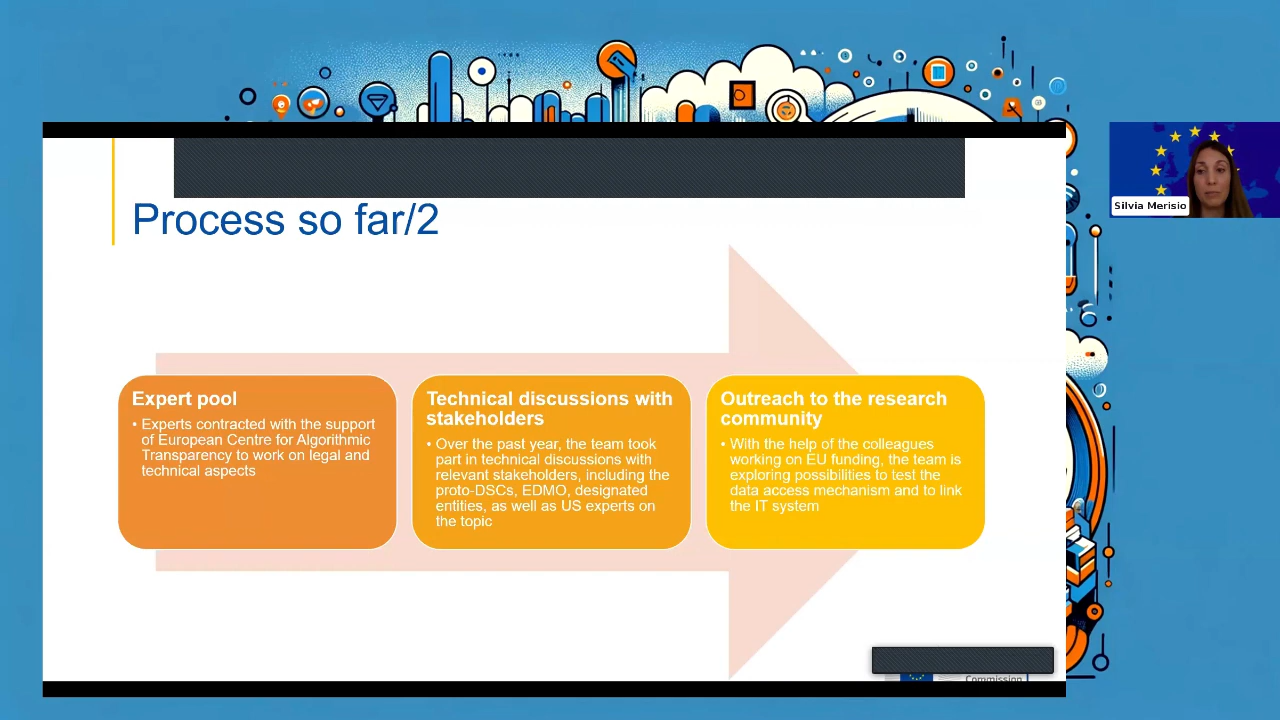 Process so far/2
Expert pool
• Experts contracted with the support
of European Centre for Algorithmic
Transparency to work on legal and
technical aspects
Technical discussions with
stakeholders
• Over the past year, the team took
part in technical discussions with
relevant stakeholders, including the
proto-DSCs, EDMO, designated
entities, as well as US experts on
the topic
Outreach to the research
community
• With the help of the colleagues
working on EU funding, the team is
exploring possibilities to test the
data access mechanism and to link
the IT system
Commission
Silvia Merisio